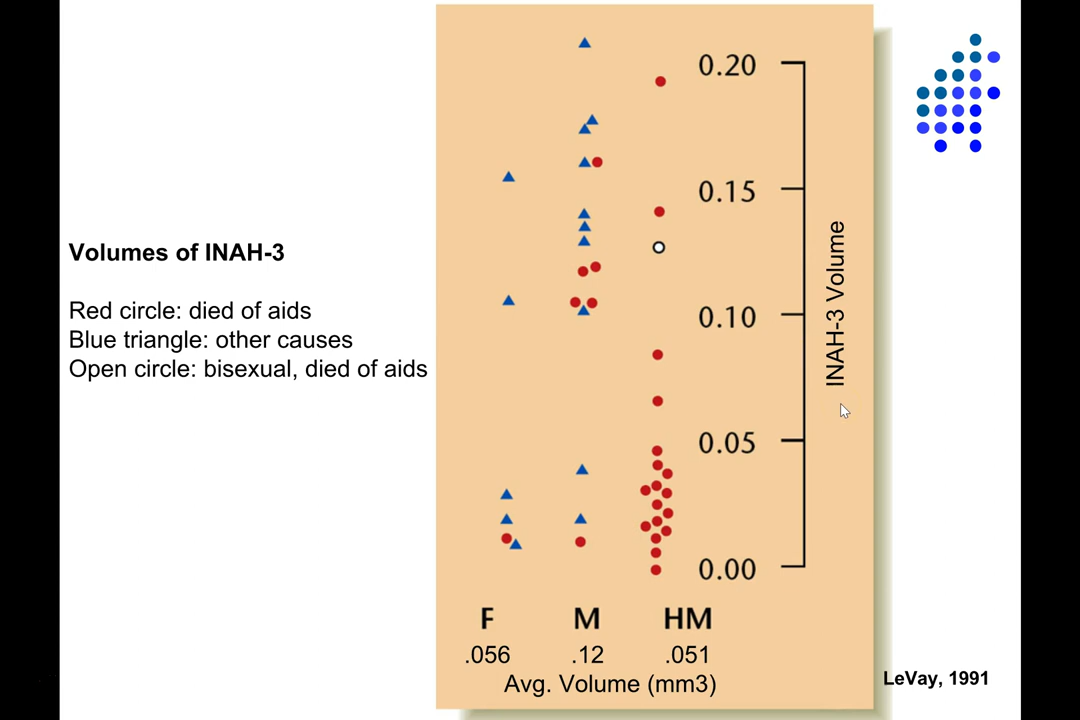 Volumes of INAH-3
Red circle: died of aids
Blue triangle: other causes
Open circle: bisexual, died of aids
0.20
0.15
0.10
0.05
0.00
INAH-3 Volume
F M HM
.056 .12 .051
Avg. Volume (mm3)
LeVay, 1991